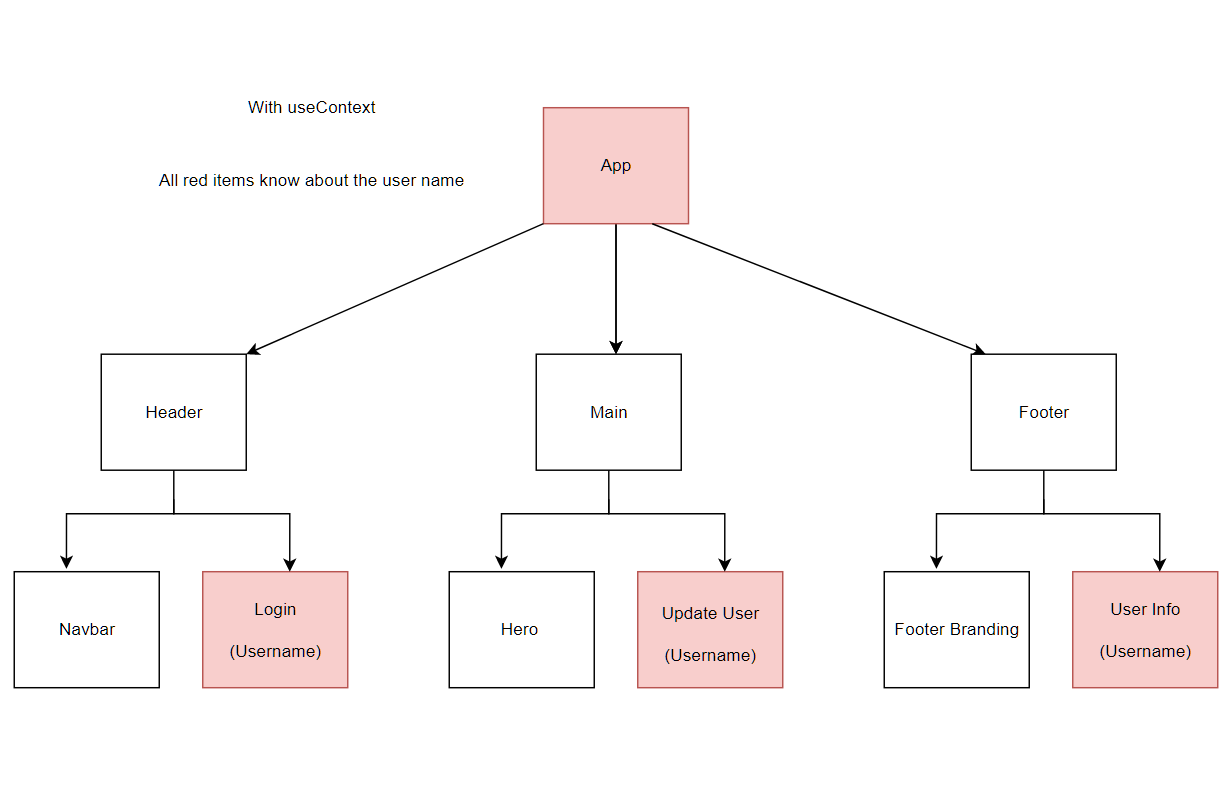 With useContext
App
All red items know about the user name
Header
Main
Footer
Navbar
Login
(Username)
Hero
Update User
(Username)
Footer Branding
User Info
(Username)